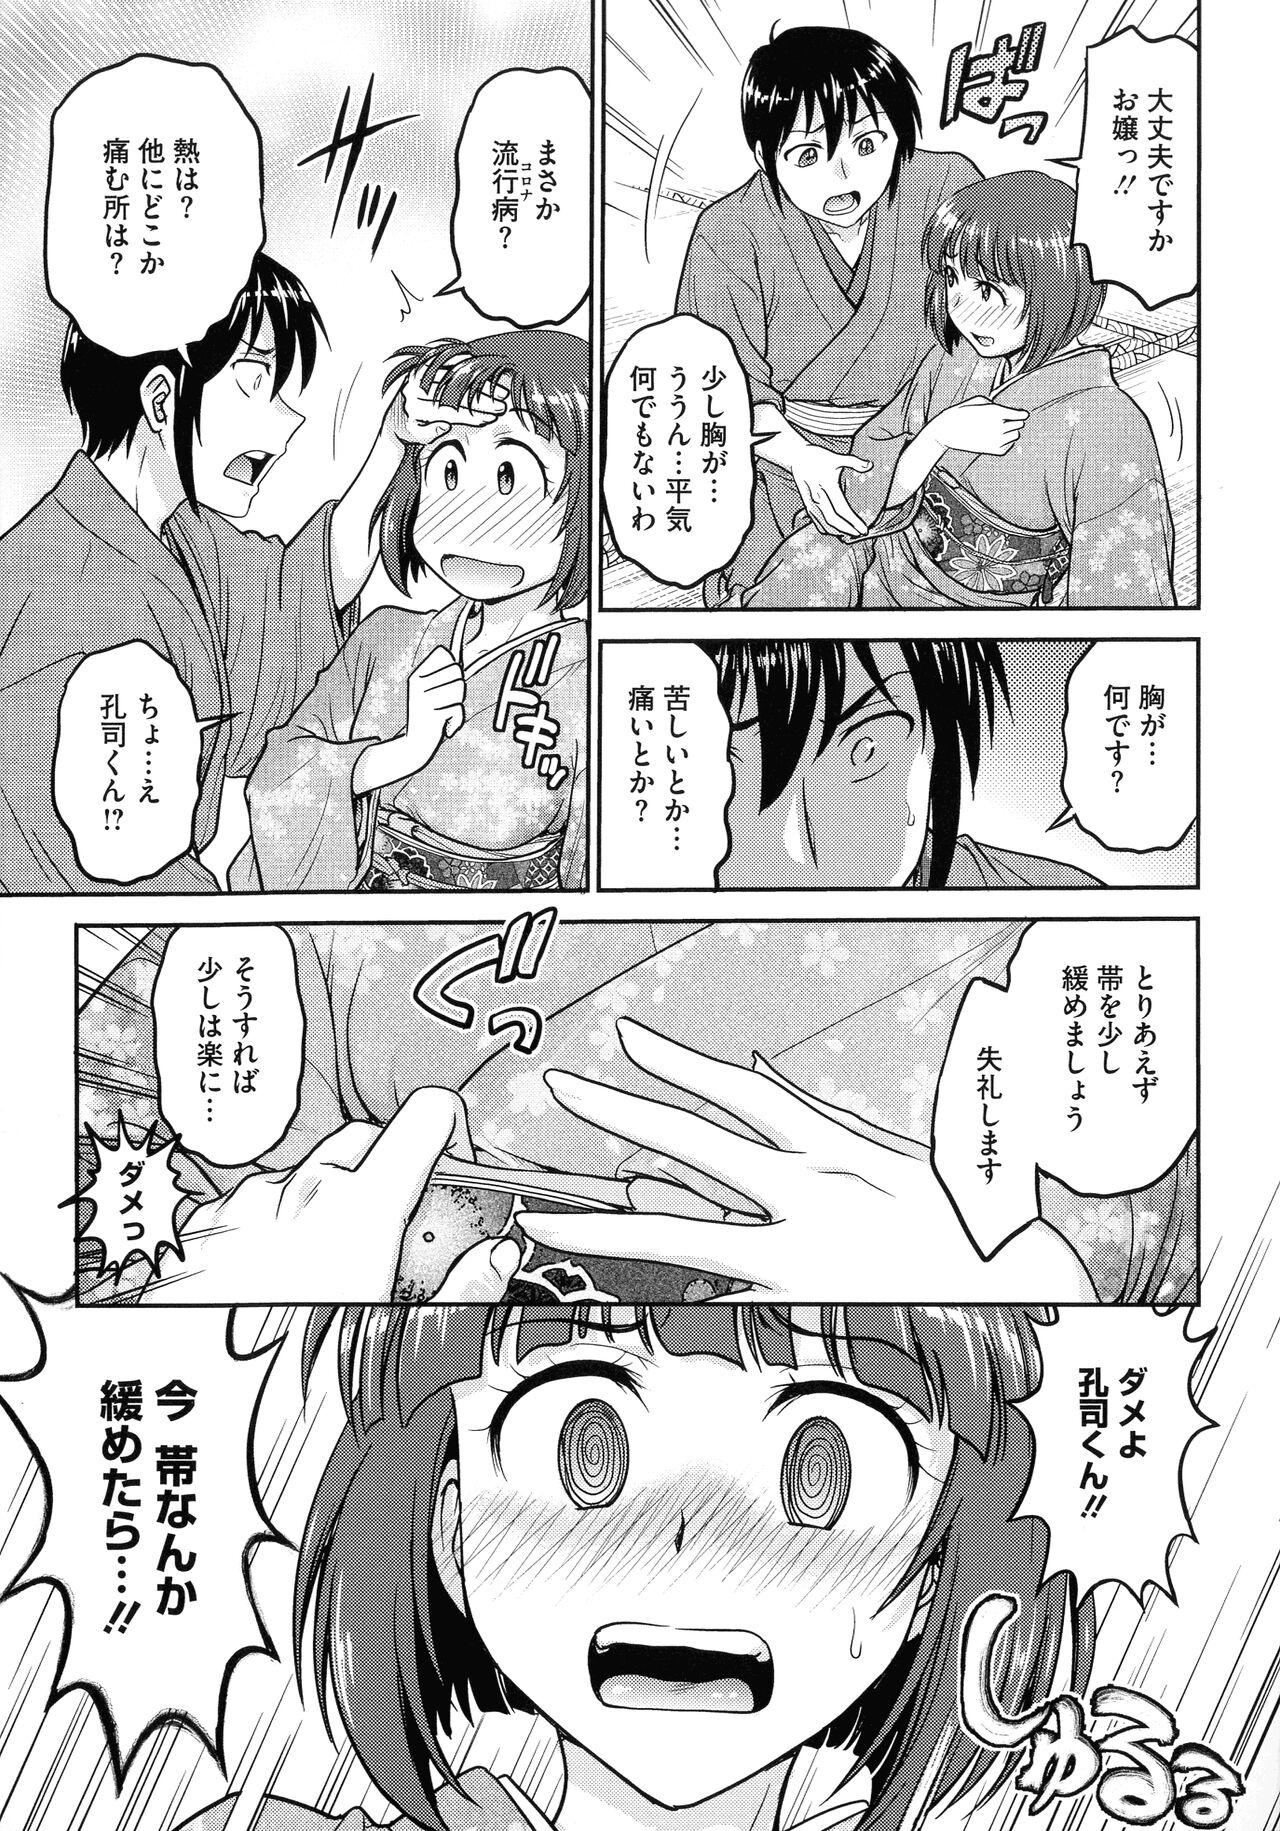 大丈夫ですか
お嬢っ!!
ばっ
少し胸が…
ううん…平気
何でもないわ
胸が…
何です?
苦しいとか…
痛いとか?
まさか
流行病?
コロナ
熱は?
他にどこか
痛む所は?
ドキ
ちょ…え
孔司くん!?
とりあえず
帯を少し
緩めましょう
失礼します
ぐっ
そうすれば
少しは楽に…
ダメっ
ダメよ
孔司くん!!
しゅるる
今 帯なんか
緩めたら…!!